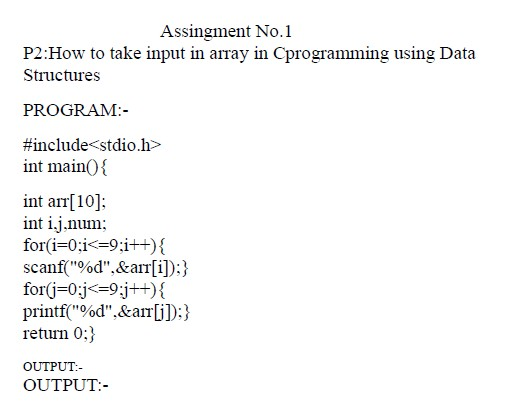 Assingment No.1
P2:How to take input in array in Cprogramming using Data
Structures
PROGRAM:-
#include<stdio.h>
int main(){
int arr[10];
int i,j,num;
for(i=0;i<=9;i++){
scanf("%d",&arr[i]);}
for(j=0;j<=9;j++){
printf("%d",&arr[j]);}
return 0;}
OUTPUT:-
OUTPUT:-